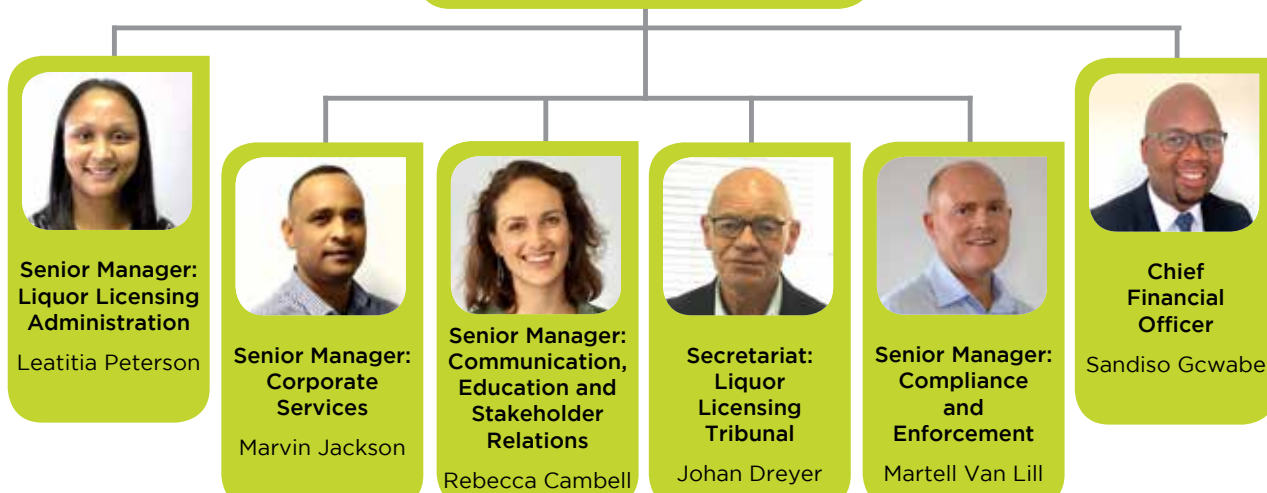 Senior Manager:
Liquor Licensing
Administration
Leatitia Peterson
Senior Manager:
Corporate
Services
Marvin Jackson
Senior Manager:
Communication,
Education and
Stakeholder
Relations
Rebecca Cambell
Secretariat:
Liquor
Licensing
Tribunal
Johan Dreyer
Senior Manager:
Compliance
and
Enforcement
Martell Van Lill
Chief
Financial
Officer
Sandiso Gcwabe